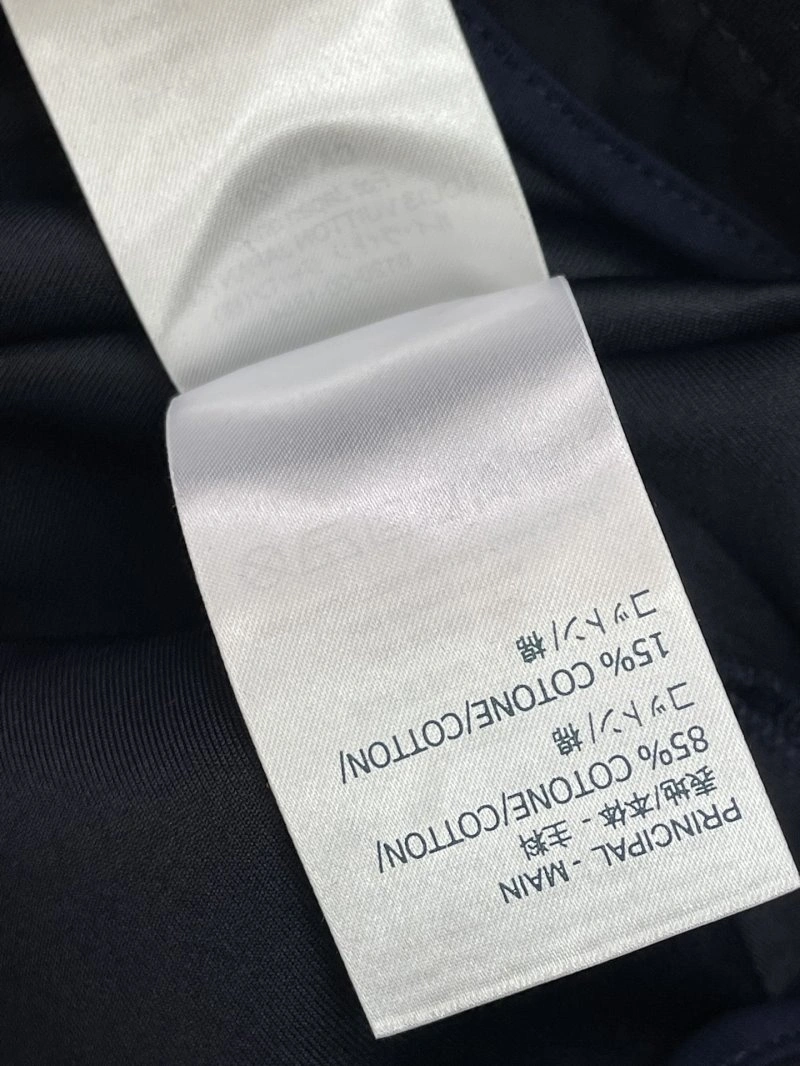 PRINCIPAL - MAIN
表地/本体 - 主料
85% COTONE/COTTON/
コットン/棉
15% COTONE/COTTON/
コットン/棉